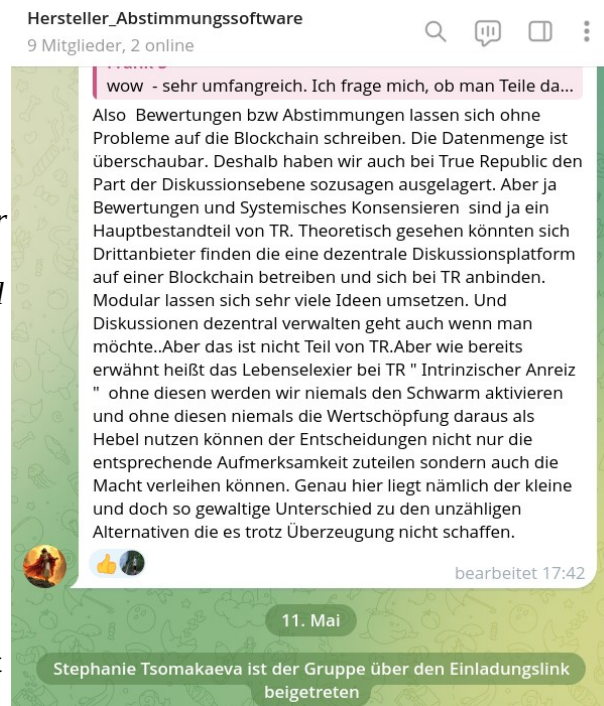 Hersteller_Abstimmungssoftware
9 Mitglieder, 2 online
wow  - sehr umfangreich. Ich frage mich, ob man Teile da...
Also  Bewertungen bzw Abstimmungen lassen sich ohne
Probleme auf die Blockchain schreiben. Die Datenmenge ist
überschaubar. Deshalb haben wir auch bei True Republic den
Part der Diskussionsebene sozusagen ausgelagert. Aber ja
Bewertungen und Systemisches Konsensieren  sind ja ein
Hauptbestandteil von TR. Theoretisch gesehen könnten sich
Drittanbieter finden die eine dezentrale Diskussionsplatform
auf einer Blockchain betreiben und sich bei TR anbinden.
Modular lassen sich sehr viele Ideen umsetzen. Und
Diskussionen dezentral verwalten geht auch wenn man
möchte..Aber das ist nicht Teil von TR.Aber wie bereits
erwähnt heißt das Lebenselexier bei TR " Intrinzischer Anreiz
"  ohne diesen werden wir niemals den Schwarm aktivieren
und ohne diesen niemals die Wertschöpfung daraus als
Hebel nutzen können der Entscheidungen nicht nur die
entsprechende Aufmerksamkeit zuteilen sondern auch die
Macht verleihen können. Genau hier liegt nämlich der kleine
und doch so gewaltige Unterschied zu den unzähligen
Alternativen die es trotz Überzeugung nicht schaffen.
bearbeitet 17:42
11. Mai
Stephanie Tsomakaeva ist der Gruppe über den Einladungslink
beigetreten